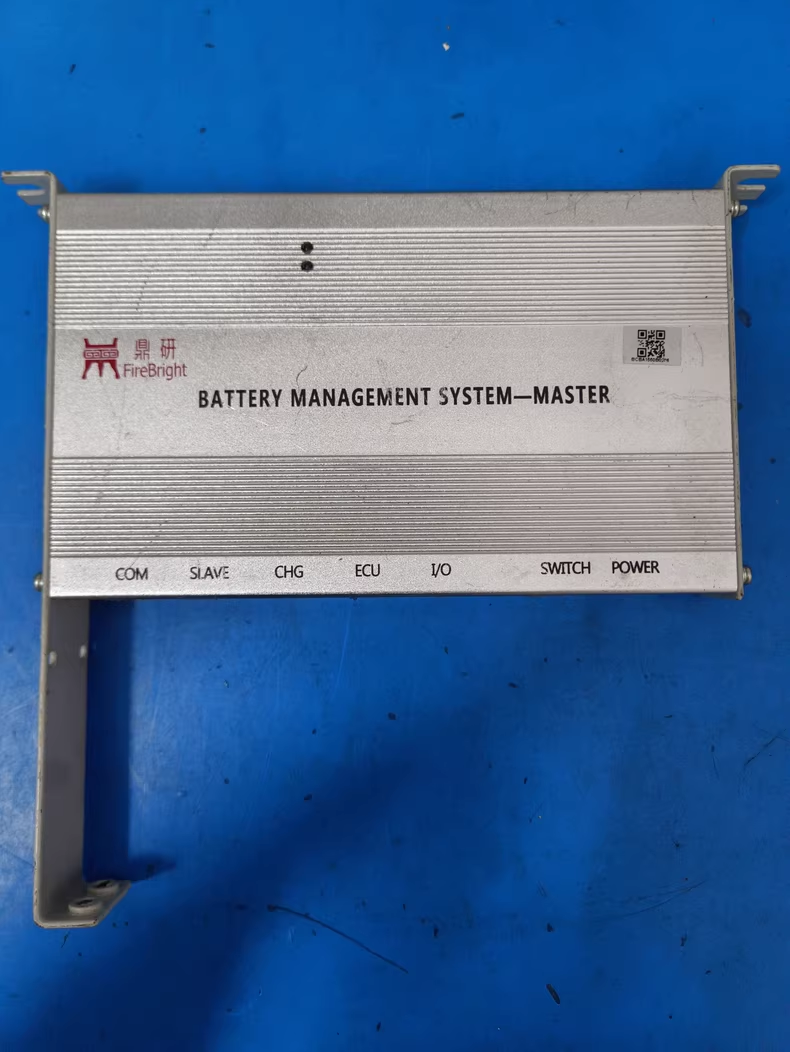 鼎研
FireBright
BATTERY MANAGEMENT SYSTEM—MASTER
COM SLAVE CHG ECU I/O SWITCH POWER